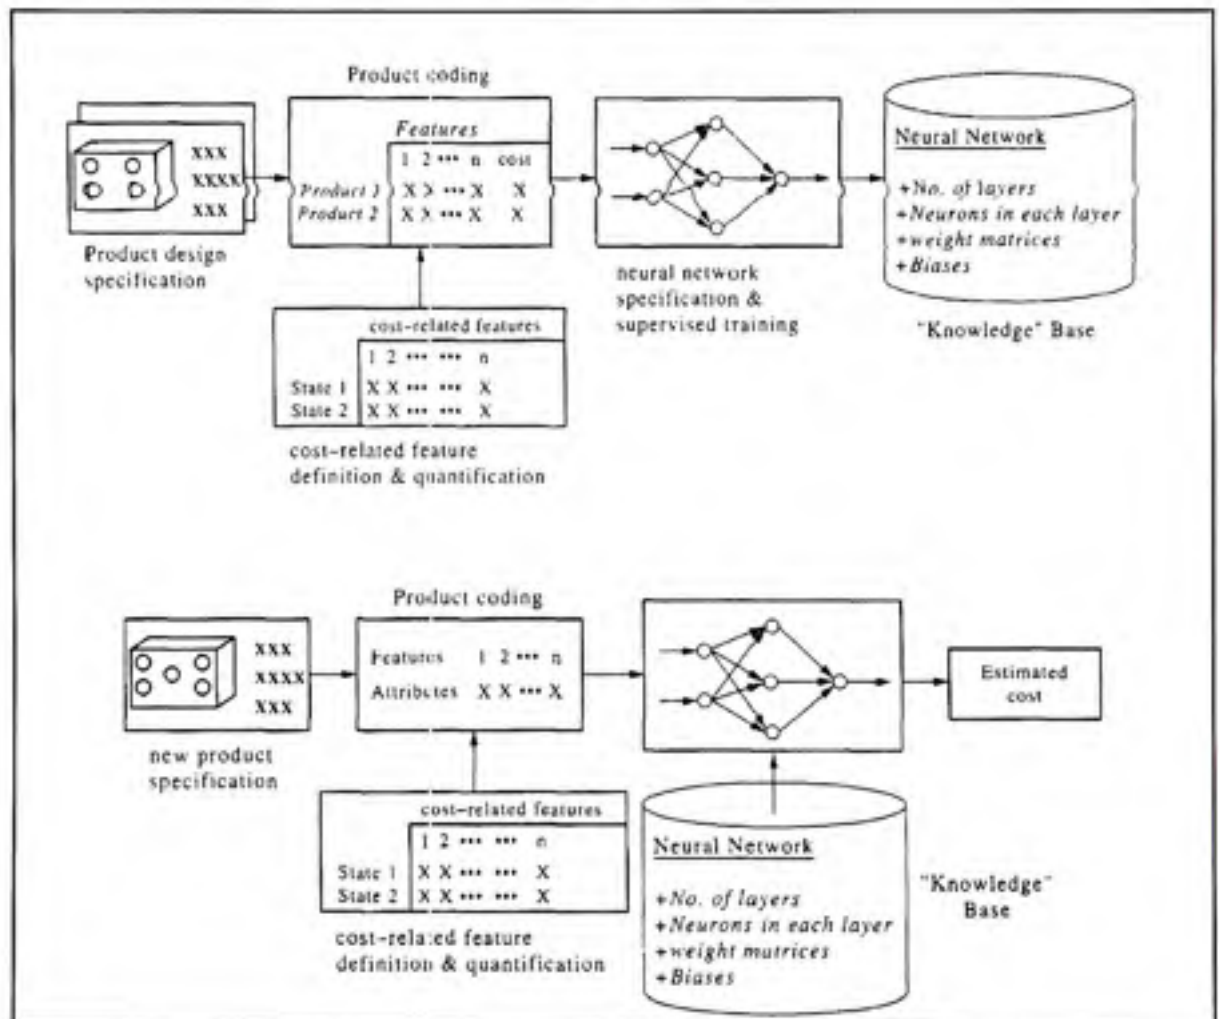 Product coding
Features
1 2 ••• n cost
Product 1 X X ••• X X
Product 2 X X ••• X X
XXX
XXXX
XXX
Product design
specification
cost-related features
1 2 ••• ••• n
State 1 X X ••• ••• X
State 2 X X ••• ••• X
cost-related feature
definition & quantification
neural network
specification &
supervised training
Neural Network
+No. of layers
+Neurons in each layer
+weight matrices
+Biases
"Knowledge" Base
Product coding
XXX
XXXX
XXX
new product
specification
Features 1 2 ••• n
Attributes X X ••• X
cost-related features
1 2 ••• ••• n
State 1 X X ••• ••• X
State 2 X X ••• ••• X
cost-related feature
definition & quantification
Neural Network
+No. of layers
+Neurons in each layer
+weight matrices
+Biases
"Knowledge"
Base
Estimated
cost